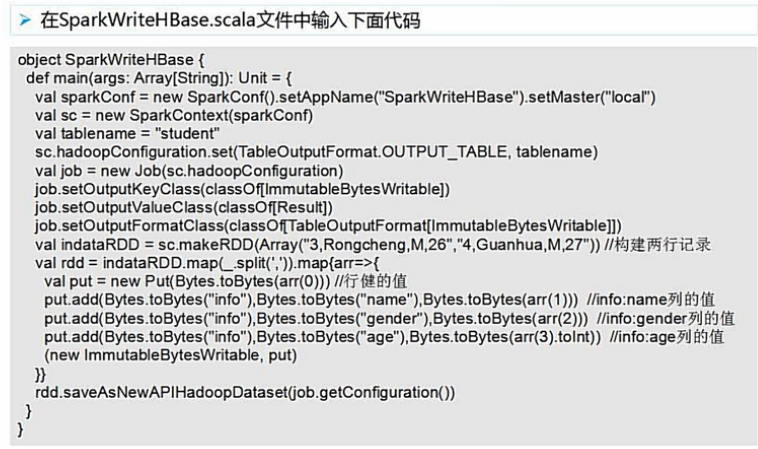 ➢ 在SparkWriteHBase.scala文件中输入下面代码
object SparkWriteHBase {
def main(args: Array[String]): Unit = {
val sparkConf = new SparkConf().setAppName("SparkWriteHBase").setMaster("local")
val sc = new SparkContext(sparkConf)
val tablename = "student"
sc.hadoopConfiguration.set(TableOutputFormat.OUTPUT_TABLE, tablename)
val job = new Job(sc.hadoopConfiguration)
job.setOutputKeyClass(classOf[ImmutableBytesWritable])
job.setOutputValueClass(classOf[Result])
job.setOutputFormatClass(classOf[TableOutputFormat[ImmutableBytesWritable]])
val indataRDD = sc.makeRDD(Array("3,Rongcheng,M,26","4,Guanhua,M,27")) //构建两行记录
val rdd = indataRDD.map(_.split(',')).map{arr=>{
val put = new Put(Bytes.toBytes(arr(0))) //行健的值
put.add(Bytes.toBytes("info"),Bytes.toBytes("name"),Bytes.toBytes(arr(1))) //info:name列的值
put.add(Bytes.toBytes("info"),Bytes.toBytes("gender"),Bytes.toBytes(arr(2))) //info:gender列的值
put.add(Bytes.toBytes("info"),Bytes.toBytes("age"),Bytes.toBytes(arr(3).toInt)) //info:age列的值
(new ImmutableBytesWritable, put)
}}
rdd.saveAsNewAPIHadoopDataset(job.getConfiguration())
}
}